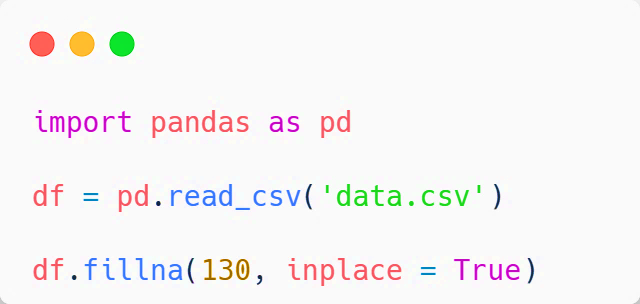 import pandas as pd
df = pd.read_csv('data.csv')
df.fillna(130, inplace = True)